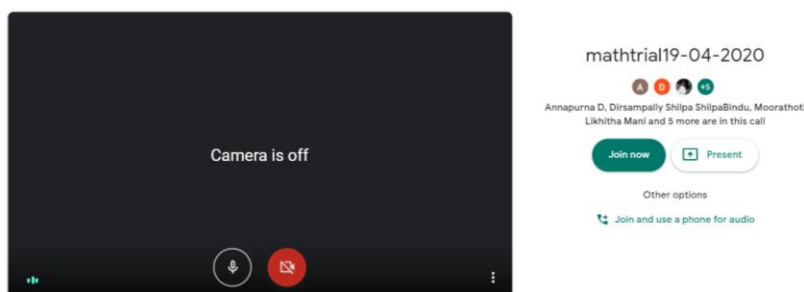 Camera is off
mathtrial19-04-2020
A D +5
Annapurna D, Dirsampally Shilpa ShilpaBindu, Moorathoti
Likhitha Mani and 5 more are in this call
Join now
Present
Other options
Join and use a phone for audio